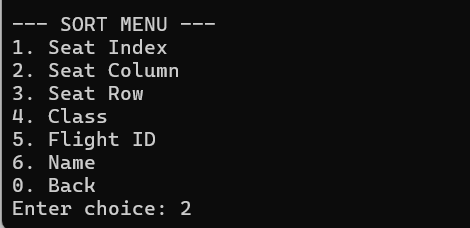 --- SORT MENU ---
1. Seat Index
2. Seat Column
3. Seat Row
4. Class
5. Flight ID
6. Name
0. Back
Enter choice: 2